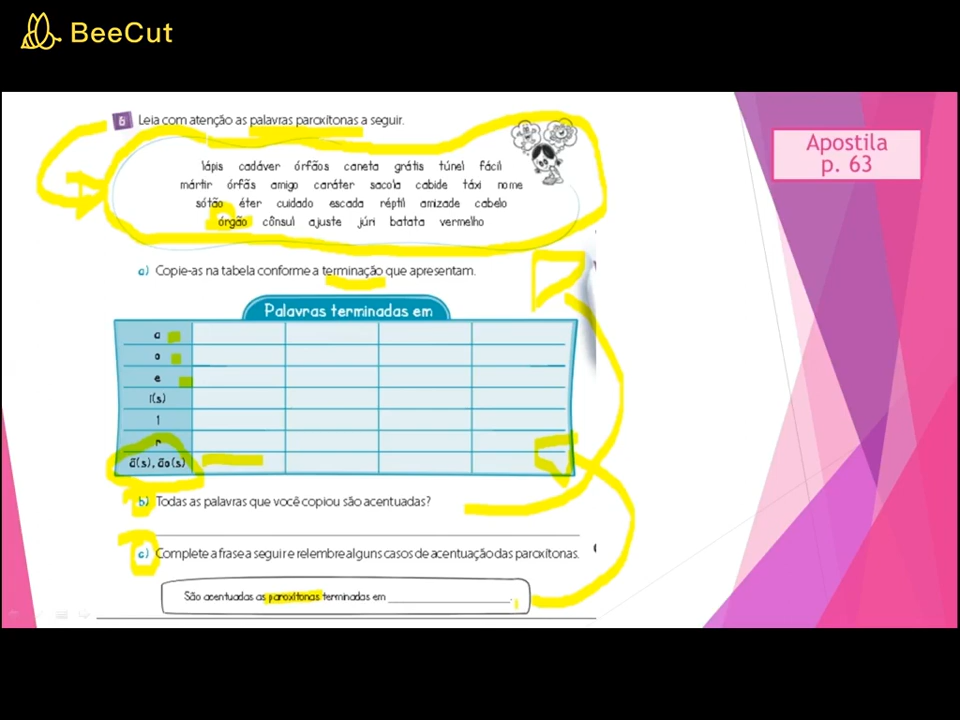 BeeCut
6 Leia com atenção as palavras paroxítonas a seguir.
Apostila
p. 63
lápis cadáver órfãos caneta grátis túnel fácil
mártir órfãs amigo caráter sacola cabide táxi nome
sótão éter cuidado escada réptil amizade cabelo
órgão cônsul ajuste júri batata vermelho
a) Copie-as na tabela conforme a terminação que apresentam.
Palavras terminadas em
a
o
e
i(s)
l
r
ã(s), ão(s)
b) Todas as palavras que você copiou são acentuadas?
c) Complete a frase a seguir e relembre alguns casos de acentuação das paroxítonas.
São acentuadas as paroxítonas terminadas em ____________________.